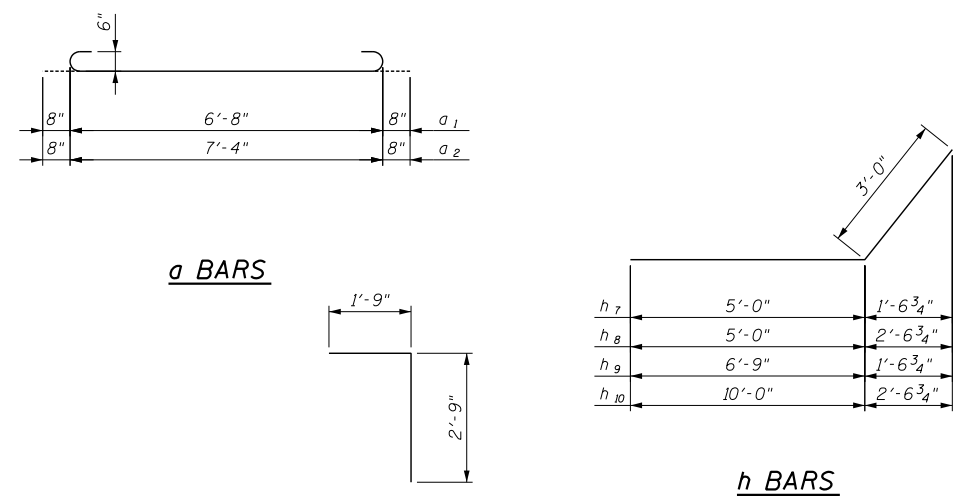 6"
8" 6'-8" 8" a 1
8" 7'-4" 8" a 2
a BARS
1'-9"
2'-9"
3'-0"
h 7 5'-0" 1'-6 3/4"
h 8 5'-0" 2'-6 3/4"
h 9 6'-9" 1'-6 3/4"
h 10 10'-0" 2'-6 3/4"
h BARS